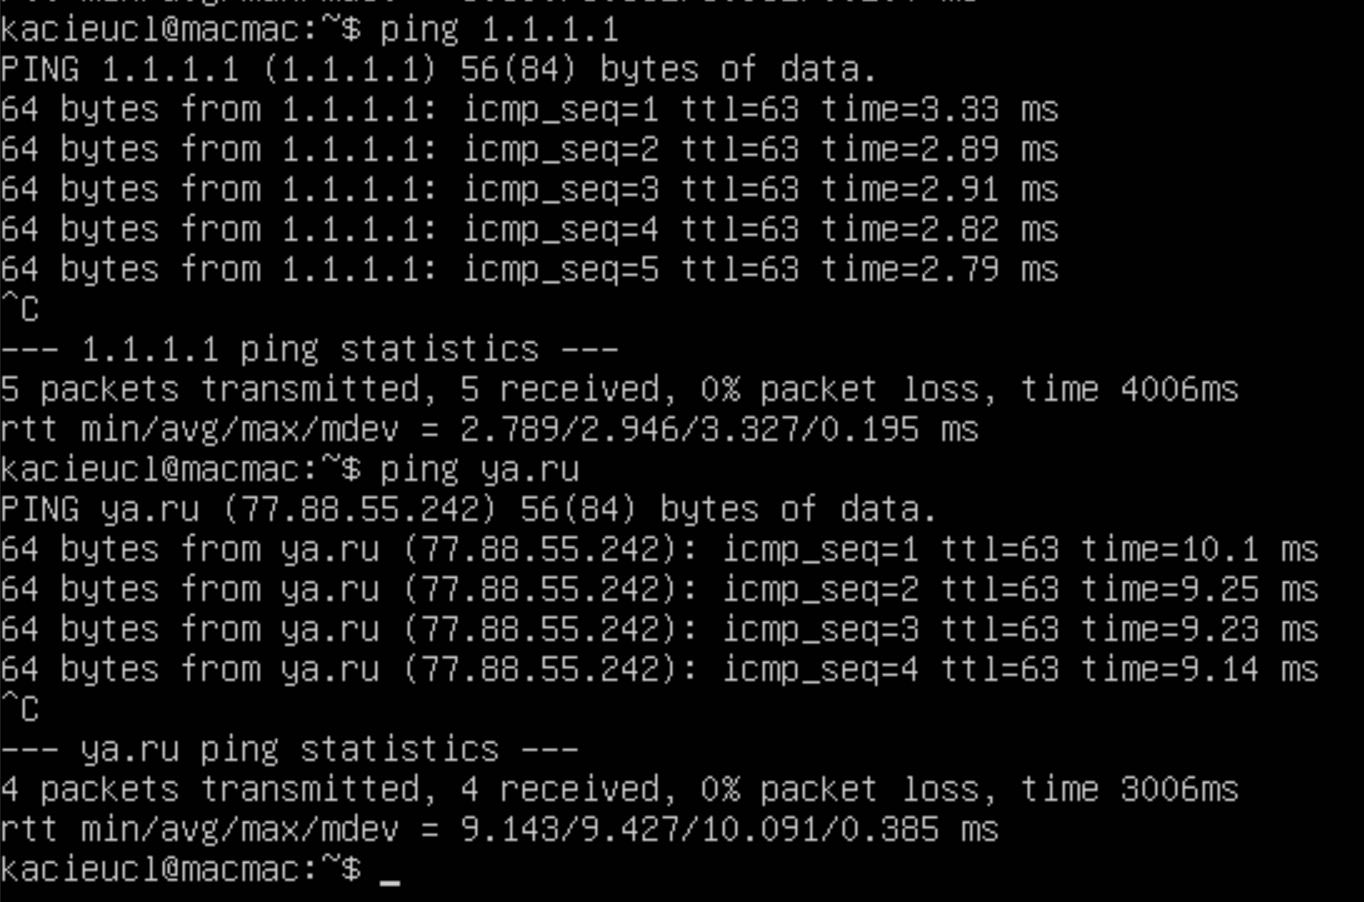 kacieucl@macmac:~$ ping 1.1.1.1
PING 1.1.1.1 (1.1.1.1) 56(84) bytes of data.
64 bytes from 1.1.1.1: icmp_seq=1 ttl=63 time=3.33 ms
64 bytes from 1.1.1.1: icmp_seq=2 ttl=63 time=2.89 ms
64 bytes from 1.1.1.1: icmp_seq=3 ttl=63 time=2.91 ms
64 bytes from 1.1.1.1: icmp_seq=4 ttl=63 time=2.82 ms
64 bytes from 1.1.1.1: icmp_seq=5 ttl=63 time=2.79 ms
^C
--- 1.1.1.1 ping statistics ---
5 packets transmitted, 5 received, 0% packet loss, time 4006ms
rtt min/avg/max/mdev = 2.789/2.946/3.327/0.195 ms
kacieucl@macmac:~$ ping ya.ru
PING ya.ru (77.88.55.242) 56(84) bytes of data.
64 bytes from ya.ru (77.88.55.242): icmp_seq=1 ttl=63 time=10.1 ms
64 bytes from ya.ru (77.88.55.242): icmp_seq=2 ttl=63 time=9.25 ms
64 bytes from ya.ru (77.88.55.242): icmp_seq=3 ttl=63 time=9.23 ms
64 bytes from ya.ru (77.88.55.242): icmp_seq=4 ttl=63 time=9.14 ms
^C
--- ya.ru ping statistics ---
4 packets transmitted, 4 received, 0% packet loss, time 3006ms
rtt min/avg/max/mdev = 9.143/9.427/10.091/0.385 ms
kacieucl@macmac:~$ _